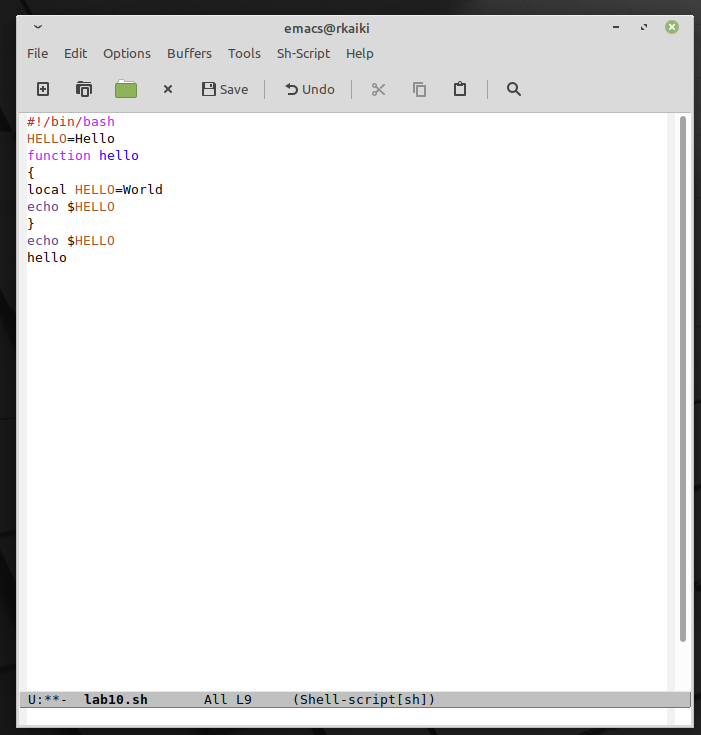 emacs@rkaiki
File Edit Options Buffers Tools Sh-Script Help
Save Undo
#!/bin/bash
HELLO=Hello
function hello
{
local HELLO=World
echo $HELLO
}
echo $HELLO
hello
U:**-  lab10.sh       All L9     (Shell-script[sh])